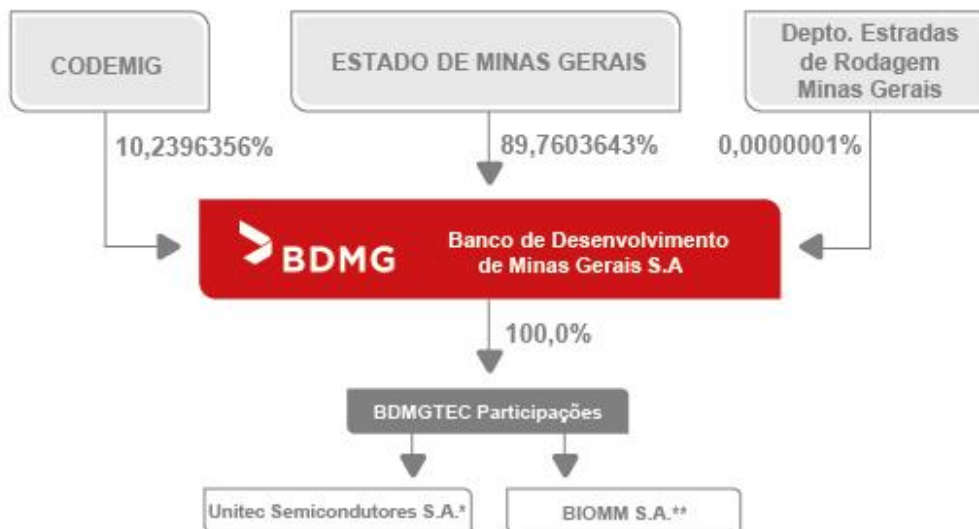 CODEMIG
ESTADO DE MINAS GERAIS
Depto. Estradas
de Rodagem
Minas Gerais
10,2396356%
89,7603643%
0,0000001%
BDMG
Banco de Desenvolvimento
de Minas Gerais S.A
100,0%
BDMGTEC Participações
Unitec Semicondutores S.A.*
BIOMM S.A.**